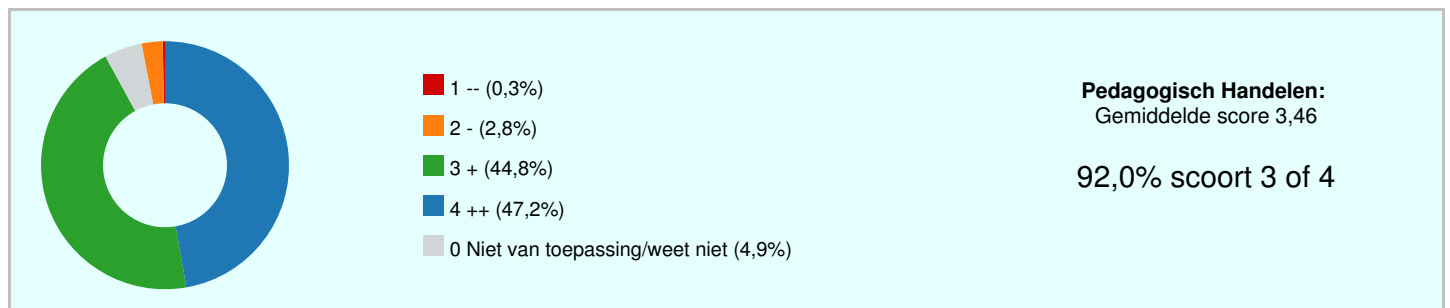 1 -- (0,3%)
2 - (2,8%)
3 + (44,8%)
4 ++ (47,2%)
0 Niet van toepassing/weet niet (4,9%)
Pedagogisch Handelen:
Gemiddelde score 3,46
92,0% scoort 3 of 4